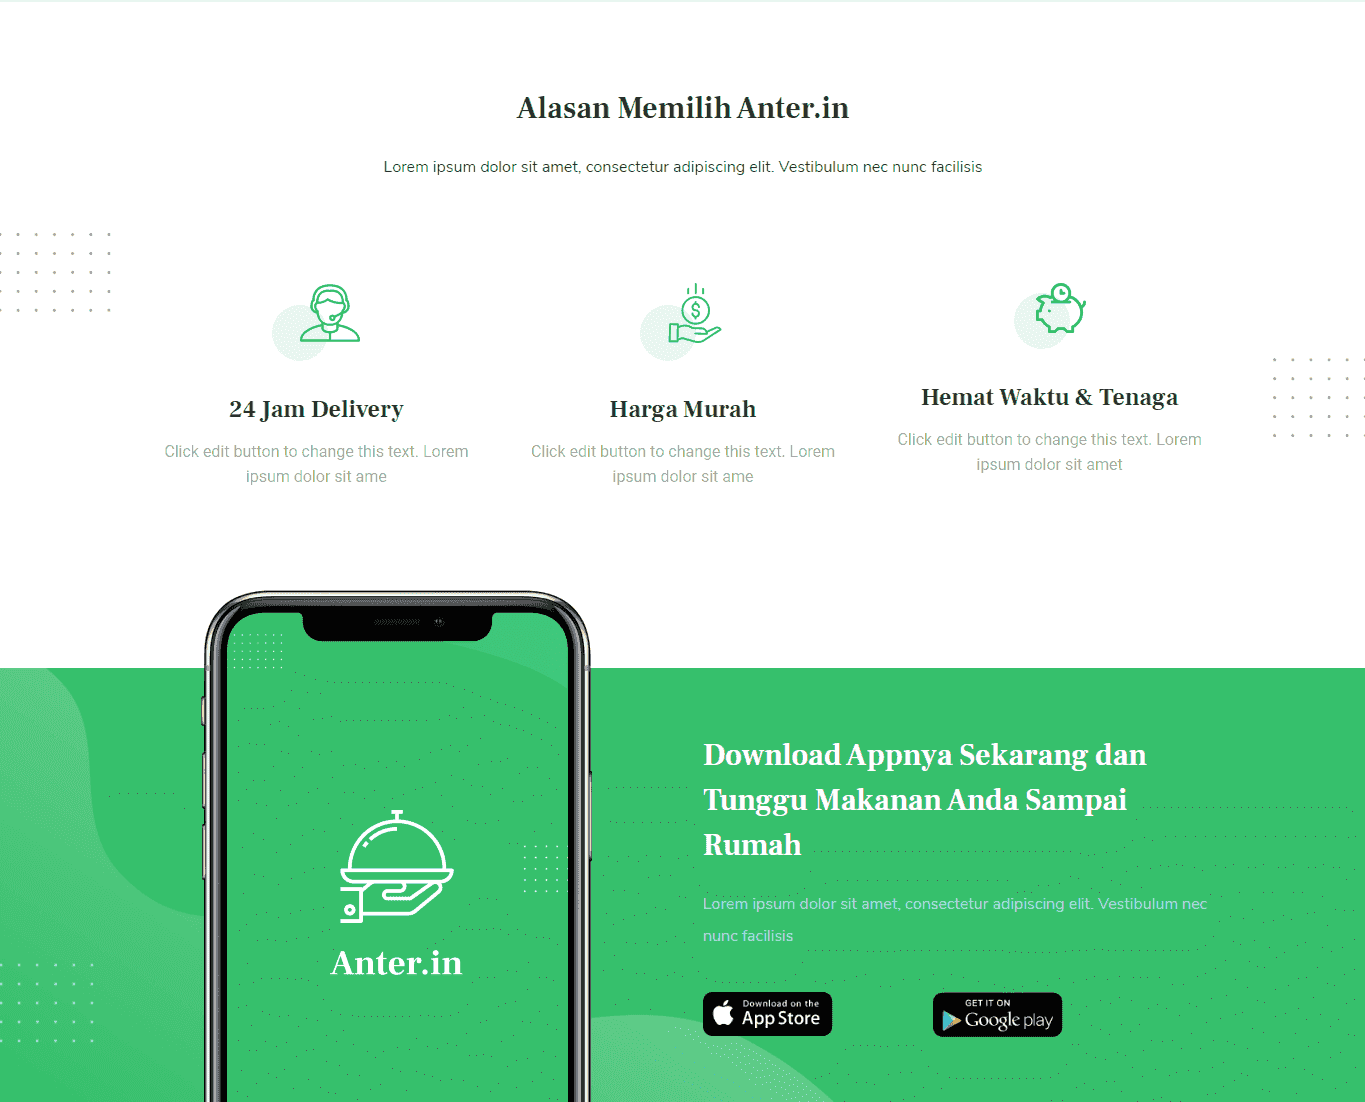 Alasan Memilih Anter.in
Lorem ipsum dolor sit amet, consectetur adipiscing elit. Vestibulum nec nunc facilisis
24 Jam Delivery
Click edit button to change this text. Lorem
ipsum dolor sit ame
Harga Murah
Click edit button to change this text. Lorem
ipsum dolor sit ame
Hemat Waktu & Tenaga
Click edit button to change this text. Lorem
ipsum dolor sit amet
Anter.in
Download Appnya Sekarang dan
Tunggu Makanan Anda Sampai
Rumah
Lorem ipsum dolor sit amet, consectetur adipiscing elit. Vestibulum nec
nunc facilisis
Download on the
App Store
GET IT ON
Google play